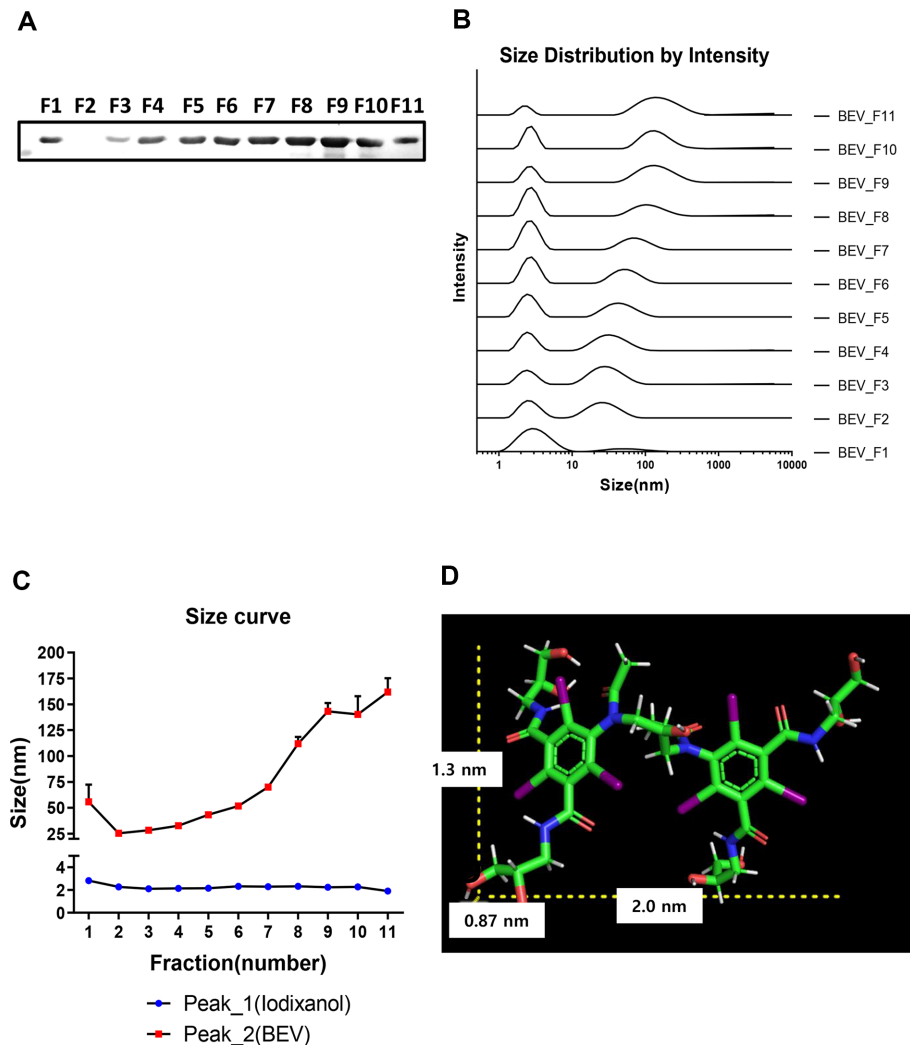 A
F1 F2 F3 F4 F5 F6 F7 F8 F9 F10 F11
B
Size Distribution by Intensity
Intensity
BEV_F11
BEV_F10
BEV_F9
BEV_F8
BEV_F7
BEV_F6
BEV_F5
BEV_F4
BEV_F3
BEV_F2
BEV_F1
1 10 100 1000 10000
Size(nm)
C
Size curve
Size(nm)
200
175
150
125
100
75
50
25
4
2
0
1 2 3 4 5 6 7 8 9 10 11
Fraction(number)
Peak_1(Iodixanol)
Peak_2(BEV)
D
1.3 nm
0.87 nm
2.0 nm